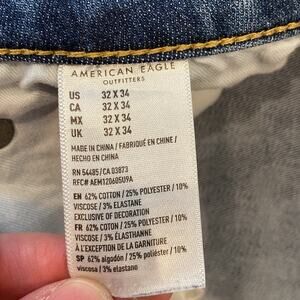 AMERICAN EAGLE
OUTFITTERS
US 32 X 34
CA 32 X 34
MX 32 X 34
UK 32 X 34
MADE IN CHINA / FABRIQUÉ EN CHINE /
HECHO EN CHINA
RN 54485/CA 03873
RFC# AEM120605U9A
EN 62% COTTON / 25% POLYESTER / 10%
VISCOSE / 3% ELASTANE
EXCLUSIVE OF DECORATION
FR 62% COTON / 25% POLYESTER / 10%
VISCOSE / 3% ÉLASTHANNE
À L'EXCEPTION DE LA GARNITURE
SP 62% algodón / 25% poliéster / 10%
viscosa / 3% elastano